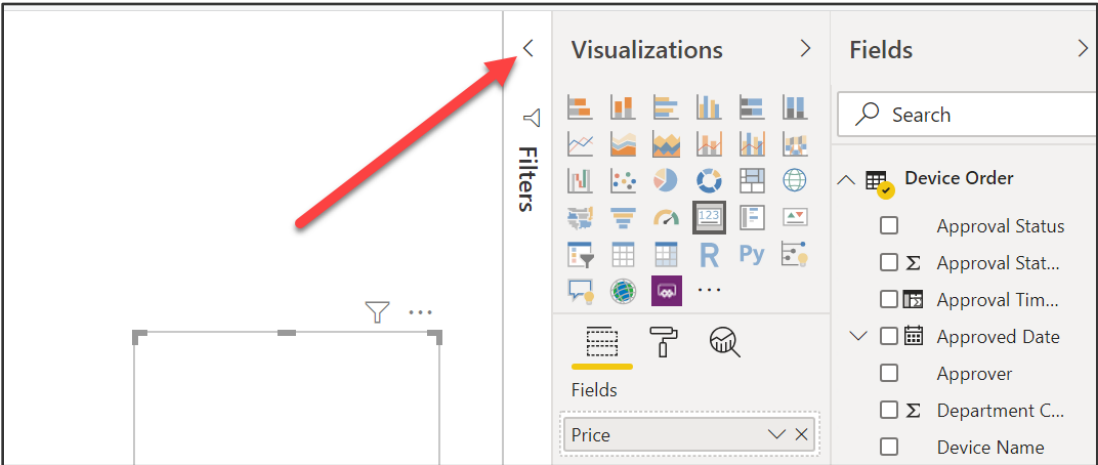 Visualizations
Fields
Search
Filters
Device Order
123
R
Py
Approval Status
Approval Stat...
Approval Tim...
Approved Date
Approver
Department C...
Device Name
Fields
Price